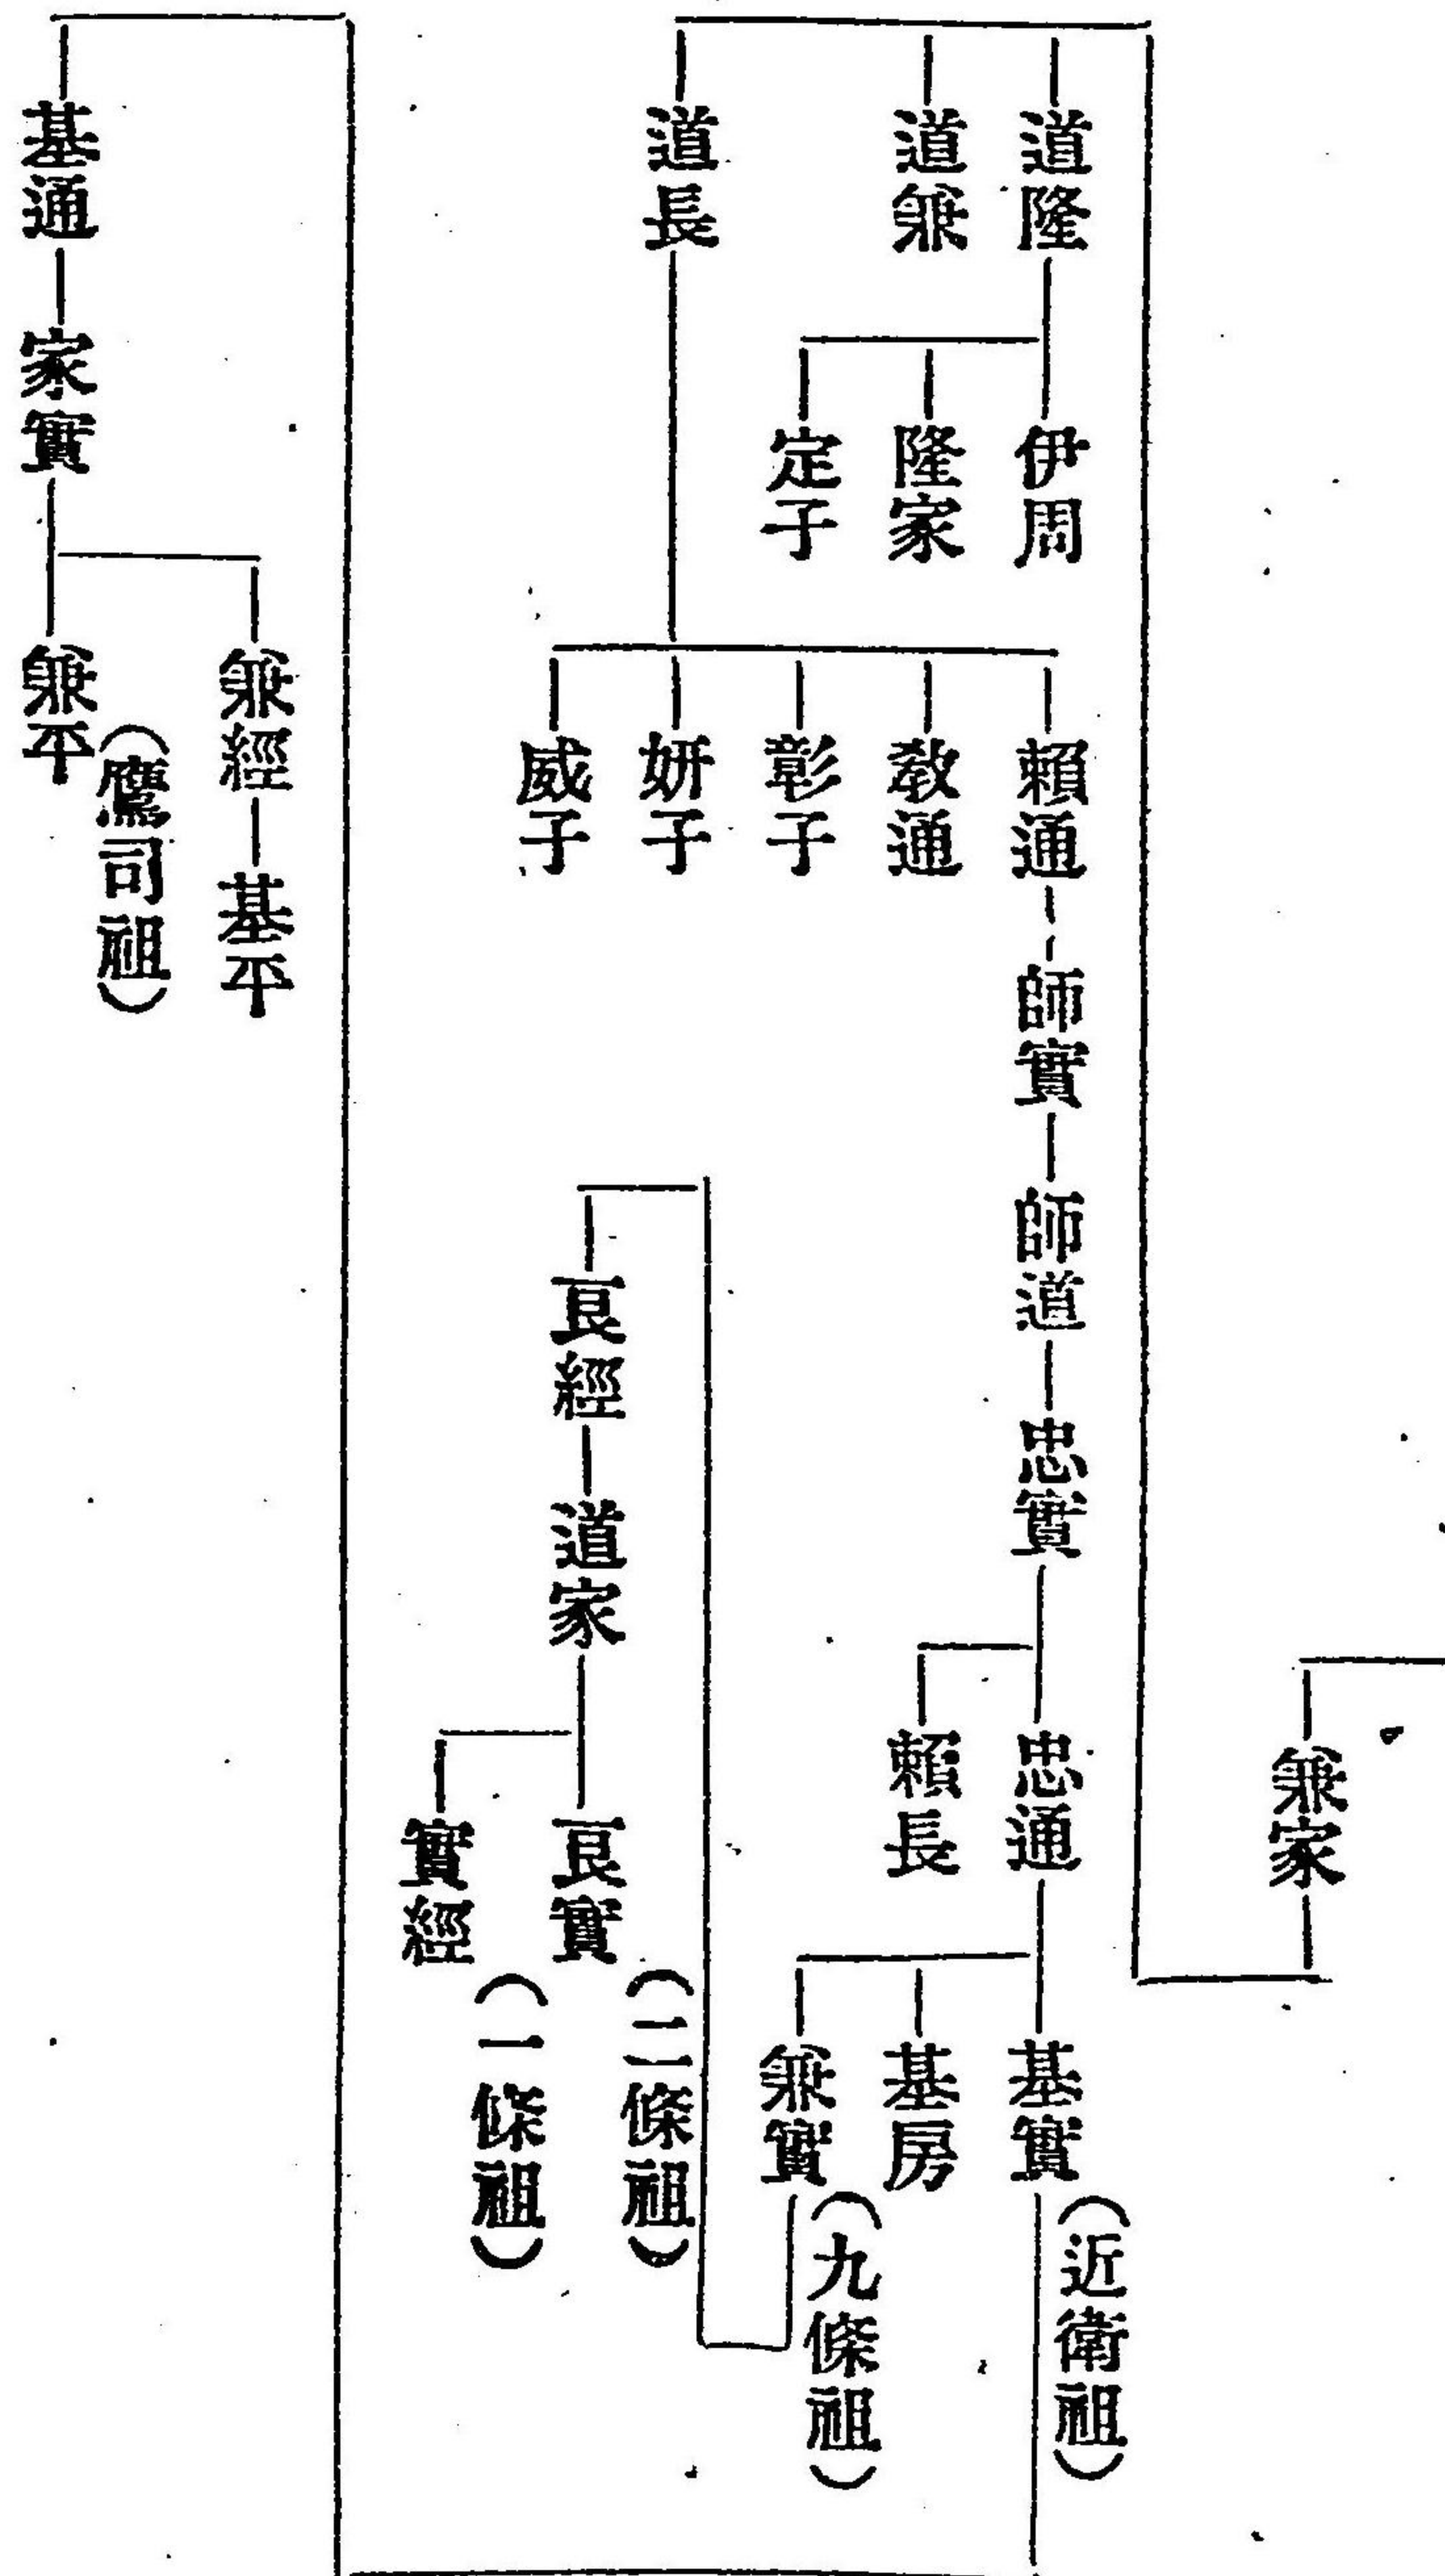 兼家
道隆
伊周
隆家
定子
道兼
道長
賴通
師實
師道
忠實
忠通
基實
(近衛祖)
基房
兼實
(九條祖)
賴長
教通
彰子
妍子
威子
良經
道家
良實
(二條祖)
實經
(一條祖)
基通
家實
兼經
基平
兼平
(鷹司祖)